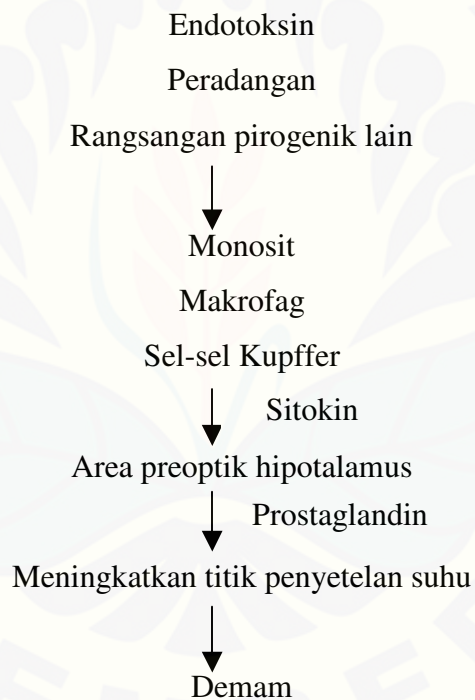 Endotoksin
Peradangan
Rangsangan pirogenik lain
Monosit
Makrofag
Sel-sel Kupffer
Sitokin
Area preoptik hipotalamus
Prostaglandin
Meningkatkan titik penyetelan suhu
Demam